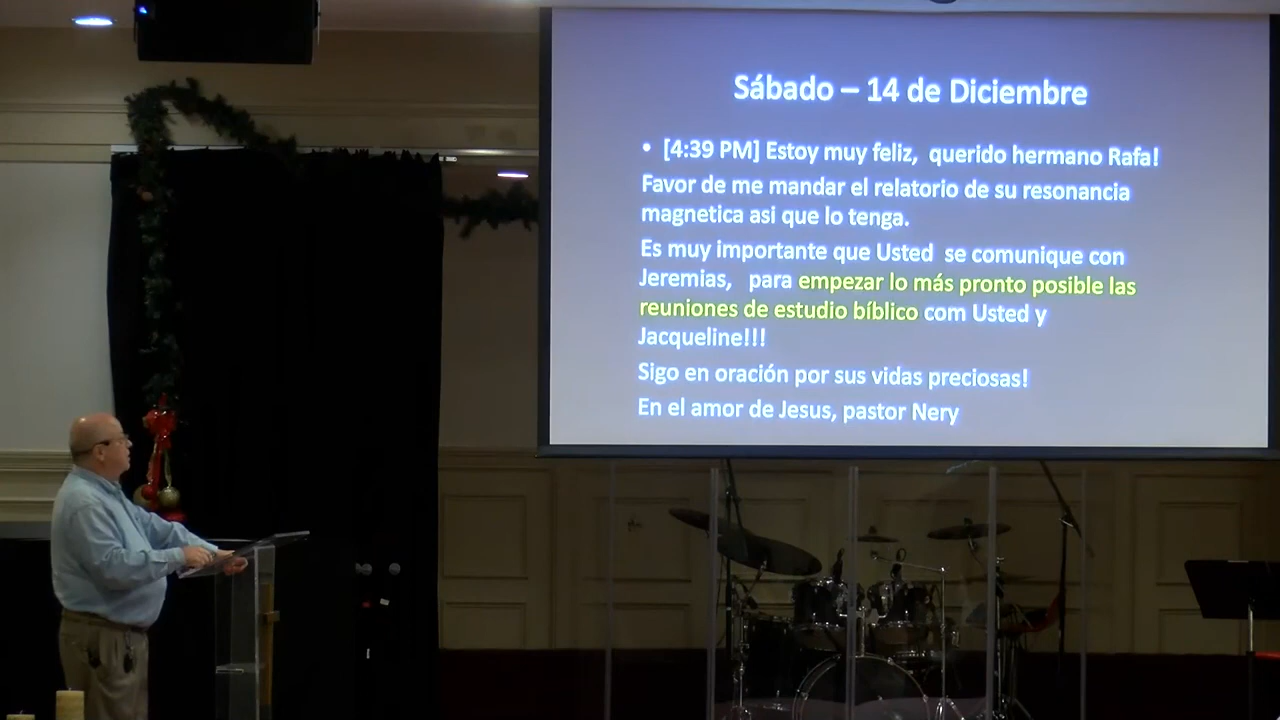 Sábado – 14 de Diciembre
• [4:39 PM] Estoy muy feliz, querido hermano Rafa!
Favor de me mandar el relatorio de su resonancia
magnetica asi que lo tenga.
Es muy importante que Usted se comunique con
Jeremias, para empezar lo más pronto posible las
reuniones de estudio bíblico com Usted y
Jacqueline!!!
Sigo en oración por sus vidas preciosas!
En el amor de Jesus, pastor Nery